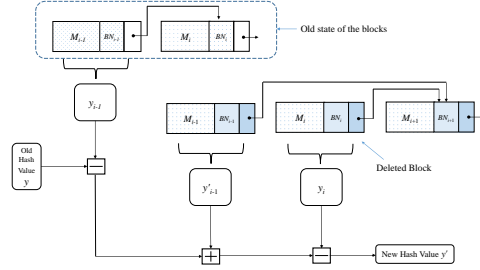 Old state of the blocks
M_{i-1} BN_{i-1} M_i BN_i
y_{i-1}
M_{i-1} BN_{i-1} M_i BN_i M_{i+1} BN_{i+1}
Old
Hash
Value
y
Deleted Block
y'_{i-1} y_i
New Hash Value y'